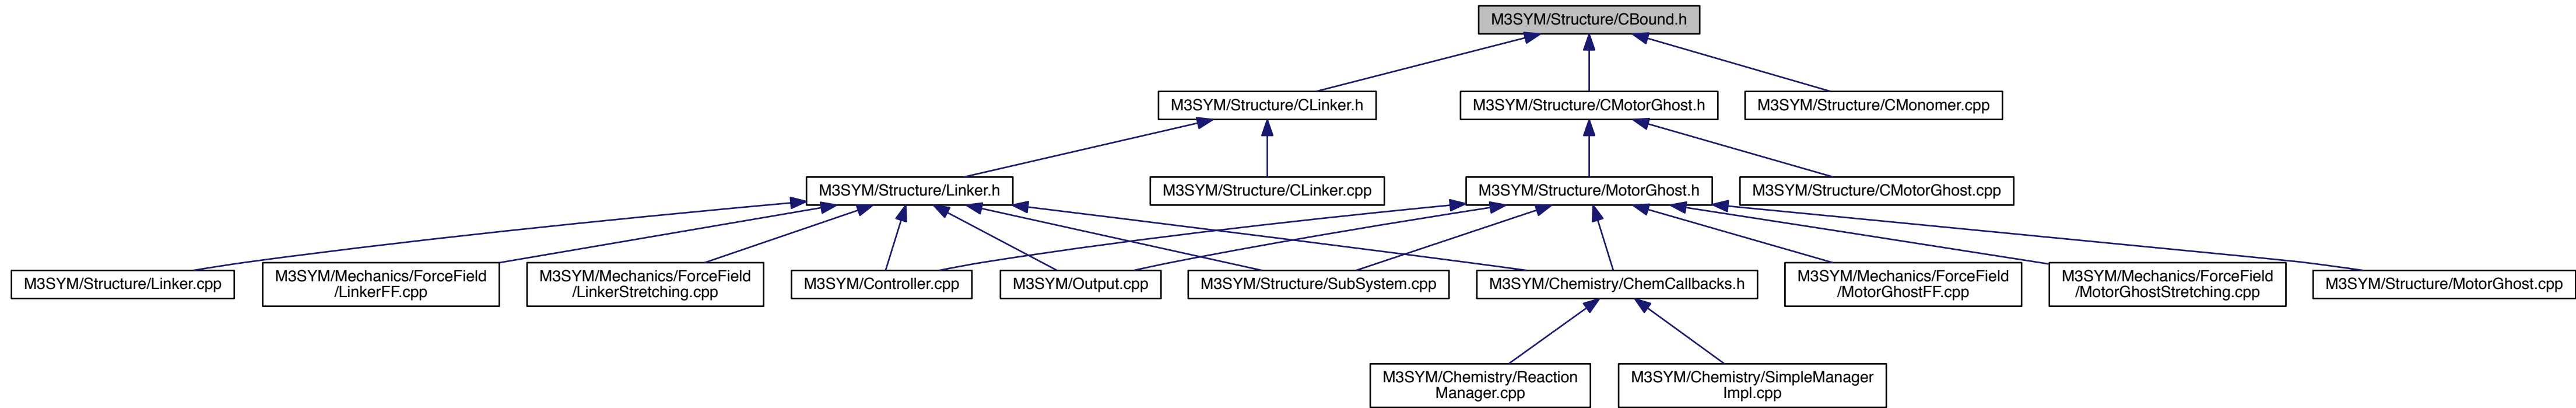 M3SYM/Structure/CBound.h
M3SYM/Structure/CLinker.h
M3SYM/Structure/CMotorGhost.h
M3SYM/Structure/CMonomer.cpp
M3SYM/Structure/Linker.h
M3SYM/Structure/CLinker.cpp
M3SYM/Structure/MotorGhost.h
M3SYM/Structure/CMotorGhost.cpp
M3SYM/Structure/Linker.cpp
M3SYM/Mechanics/ForceField
/LinkerFF.cpp
M3SYM/Mechanics/ForceField
/LinkerStretching.cpp
M3SYM/Controller.cpp
M3SYM/Output.cpp
M3SYM/Structure/SubSystem.cpp
M3SYM/Chemistry/ChemCallbacks.h
M3SYM/Mechanics/ForceField
/MotorGhostFF.cpp
M3SYM/Mechanics/ForceField
/MotorGhostStretching.cpp
M3SYM/Structure/MotorGhost.cpp
M3SYM/Chemistry/Reaction
Manager.cpp
M3SYM/Chemistry/SimpleManager
Impl.cpp